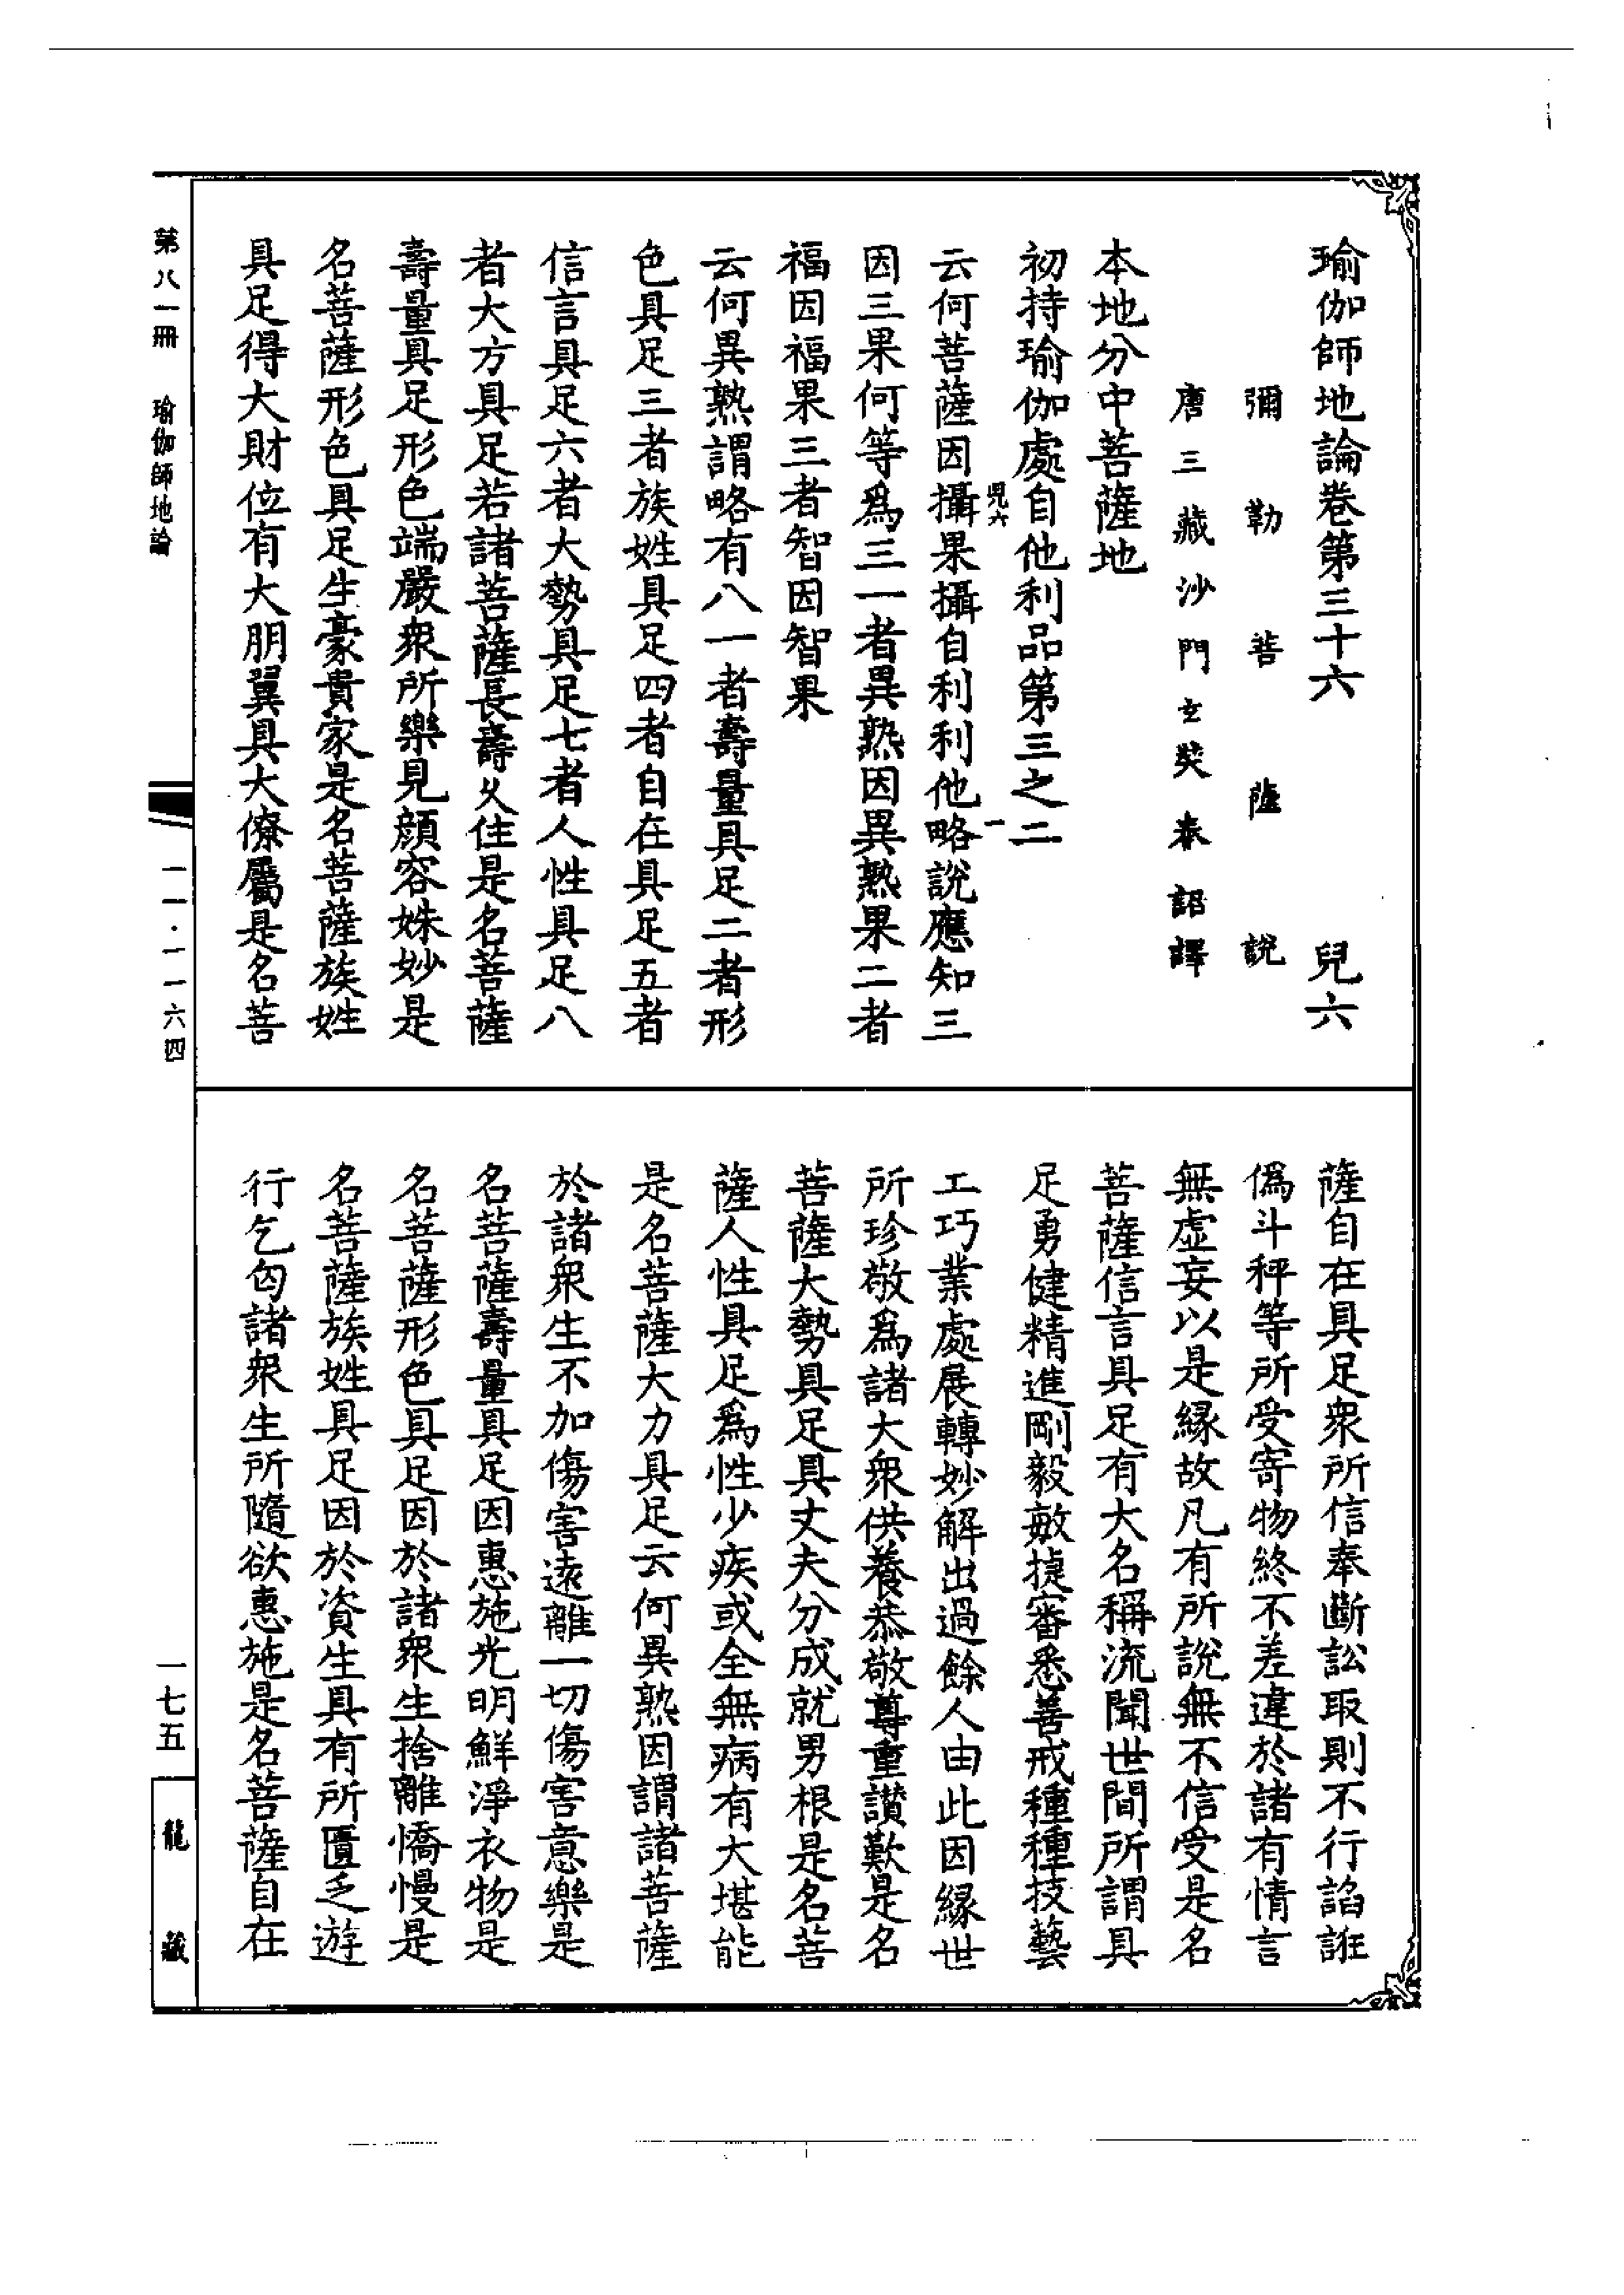 瑜伽師地論卷第三十六 兒六
彌勒菩薩說
唐三藏沙門玄奘奉詔譯
本地分中菩薩地
初持瑜伽處自他利品第三之二
兒六 一
云何菩薩因攝果攝自利利他略說應知三
因三果何等爲三一者異熟因異熟果二者
福因福果三者智因智果
云何異熟謂略有八一者壽量具足二者形
色具足三者族姓具足四者自在具足五者
信言具足六者大勢具足七者人性具足八
者大方具足若諸菩薩長壽久住是名菩薩
壽量具足形色端嚴衆所樂見顔容姝妙是
名菩薩形色具足生豪貴家是名菩薩族姓
具足得大財位有大朋翼具大僚屬是名菩
薩自在具足衆所信奉斷訟取則不行諂誑
僞斗秤等所受寄物終不差違於諸有情言
無虛妄以是緣故凡有所說無不信受是名
菩薩信言具足有大名稱流聞世間所謂具
足勇健精進剛毅敏捷審悉善戒種種技藝
工巧業處展轉妙解出過餘人由此因緣世
所珍敬爲諸大衆供養恭敬尊重讚歎是名
菩薩大勢具足具丈夫分成就男根是名菩
薩人性具足爲性少疾或全無病有大堪能
是名菩薩大力具足云何異熟因謂諸菩薩
於諸衆生不加傷害遠離一切傷害意樂是
名菩薩壽量具足因惠施光明鮮淨衣物是
名菩薩形色具足因於諸衆生捨離憍慢是
名菩薩族姓具足因於資生具有所匱乏遊
行乞匃諸衆生所隨欲惠施是名菩薩自在
第八一冊 瑜伽師地論
一一·一一六四
一七五
龍藏